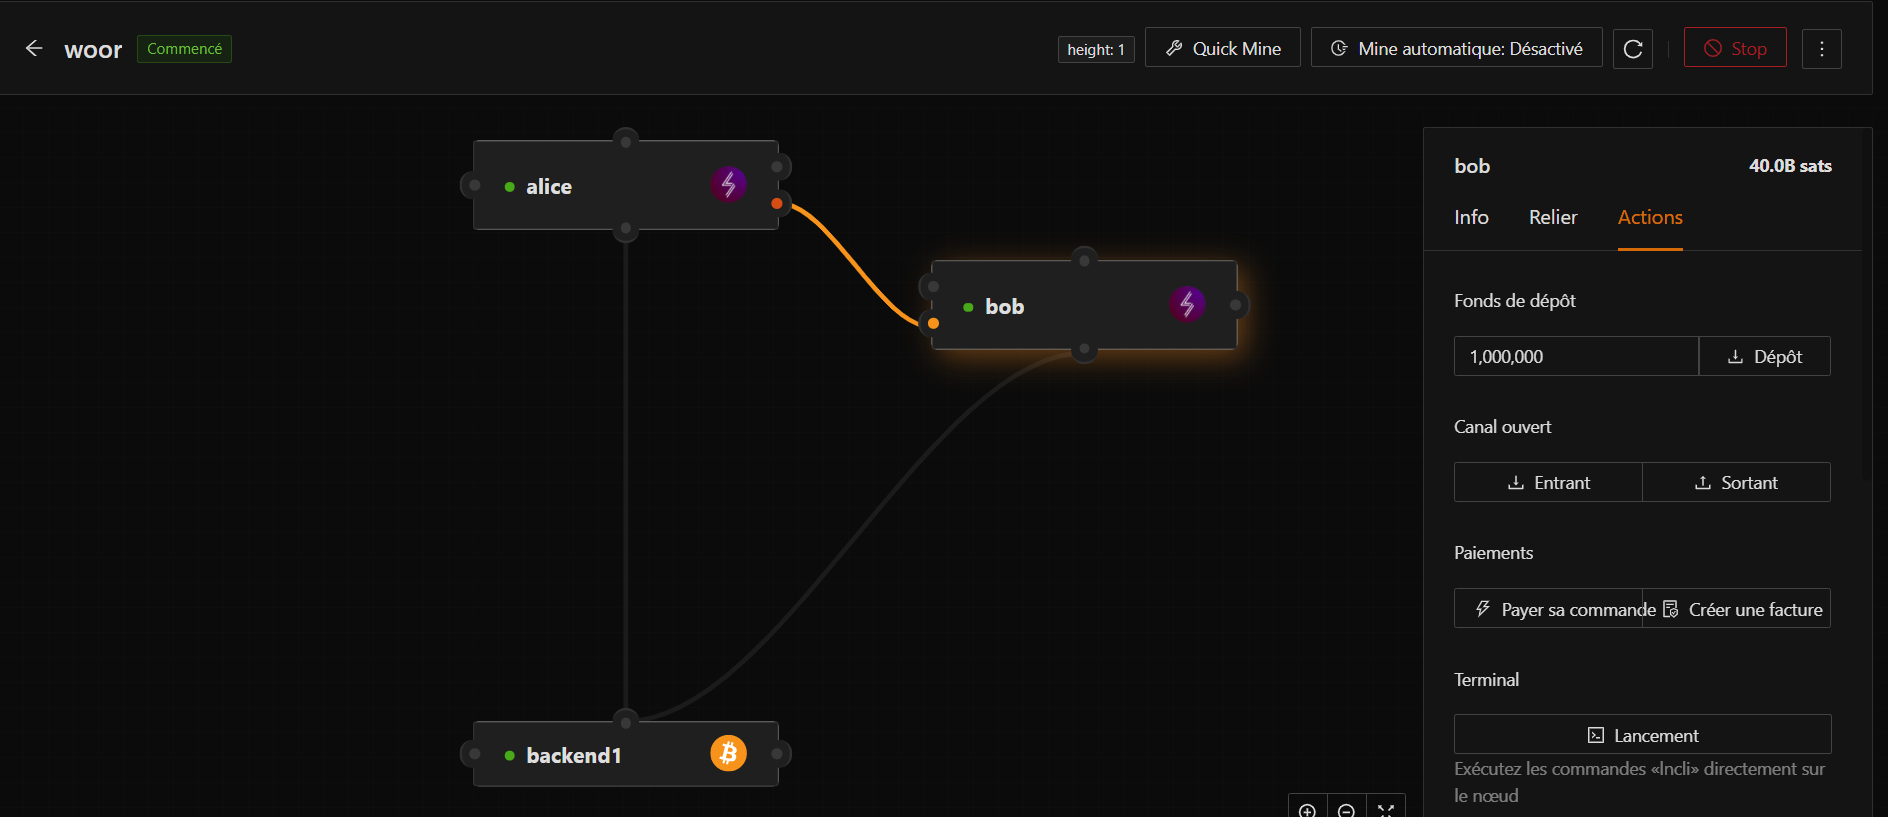 woor
Commencé
height: 1
Quick Mine
Mine automatique: Désactivé
Stop
alice
bob
backend1
bob
40.0B sats
Info
Relier
Actions
Fonds de dépôt
1,000,000
Dépôt
Canal ouvert
Entrant
Sortant
Paiements
Payer sa commande
Créer une facture
Terminal
Lancement
Exécutez les commandes «lncli» directement sur
le nœud